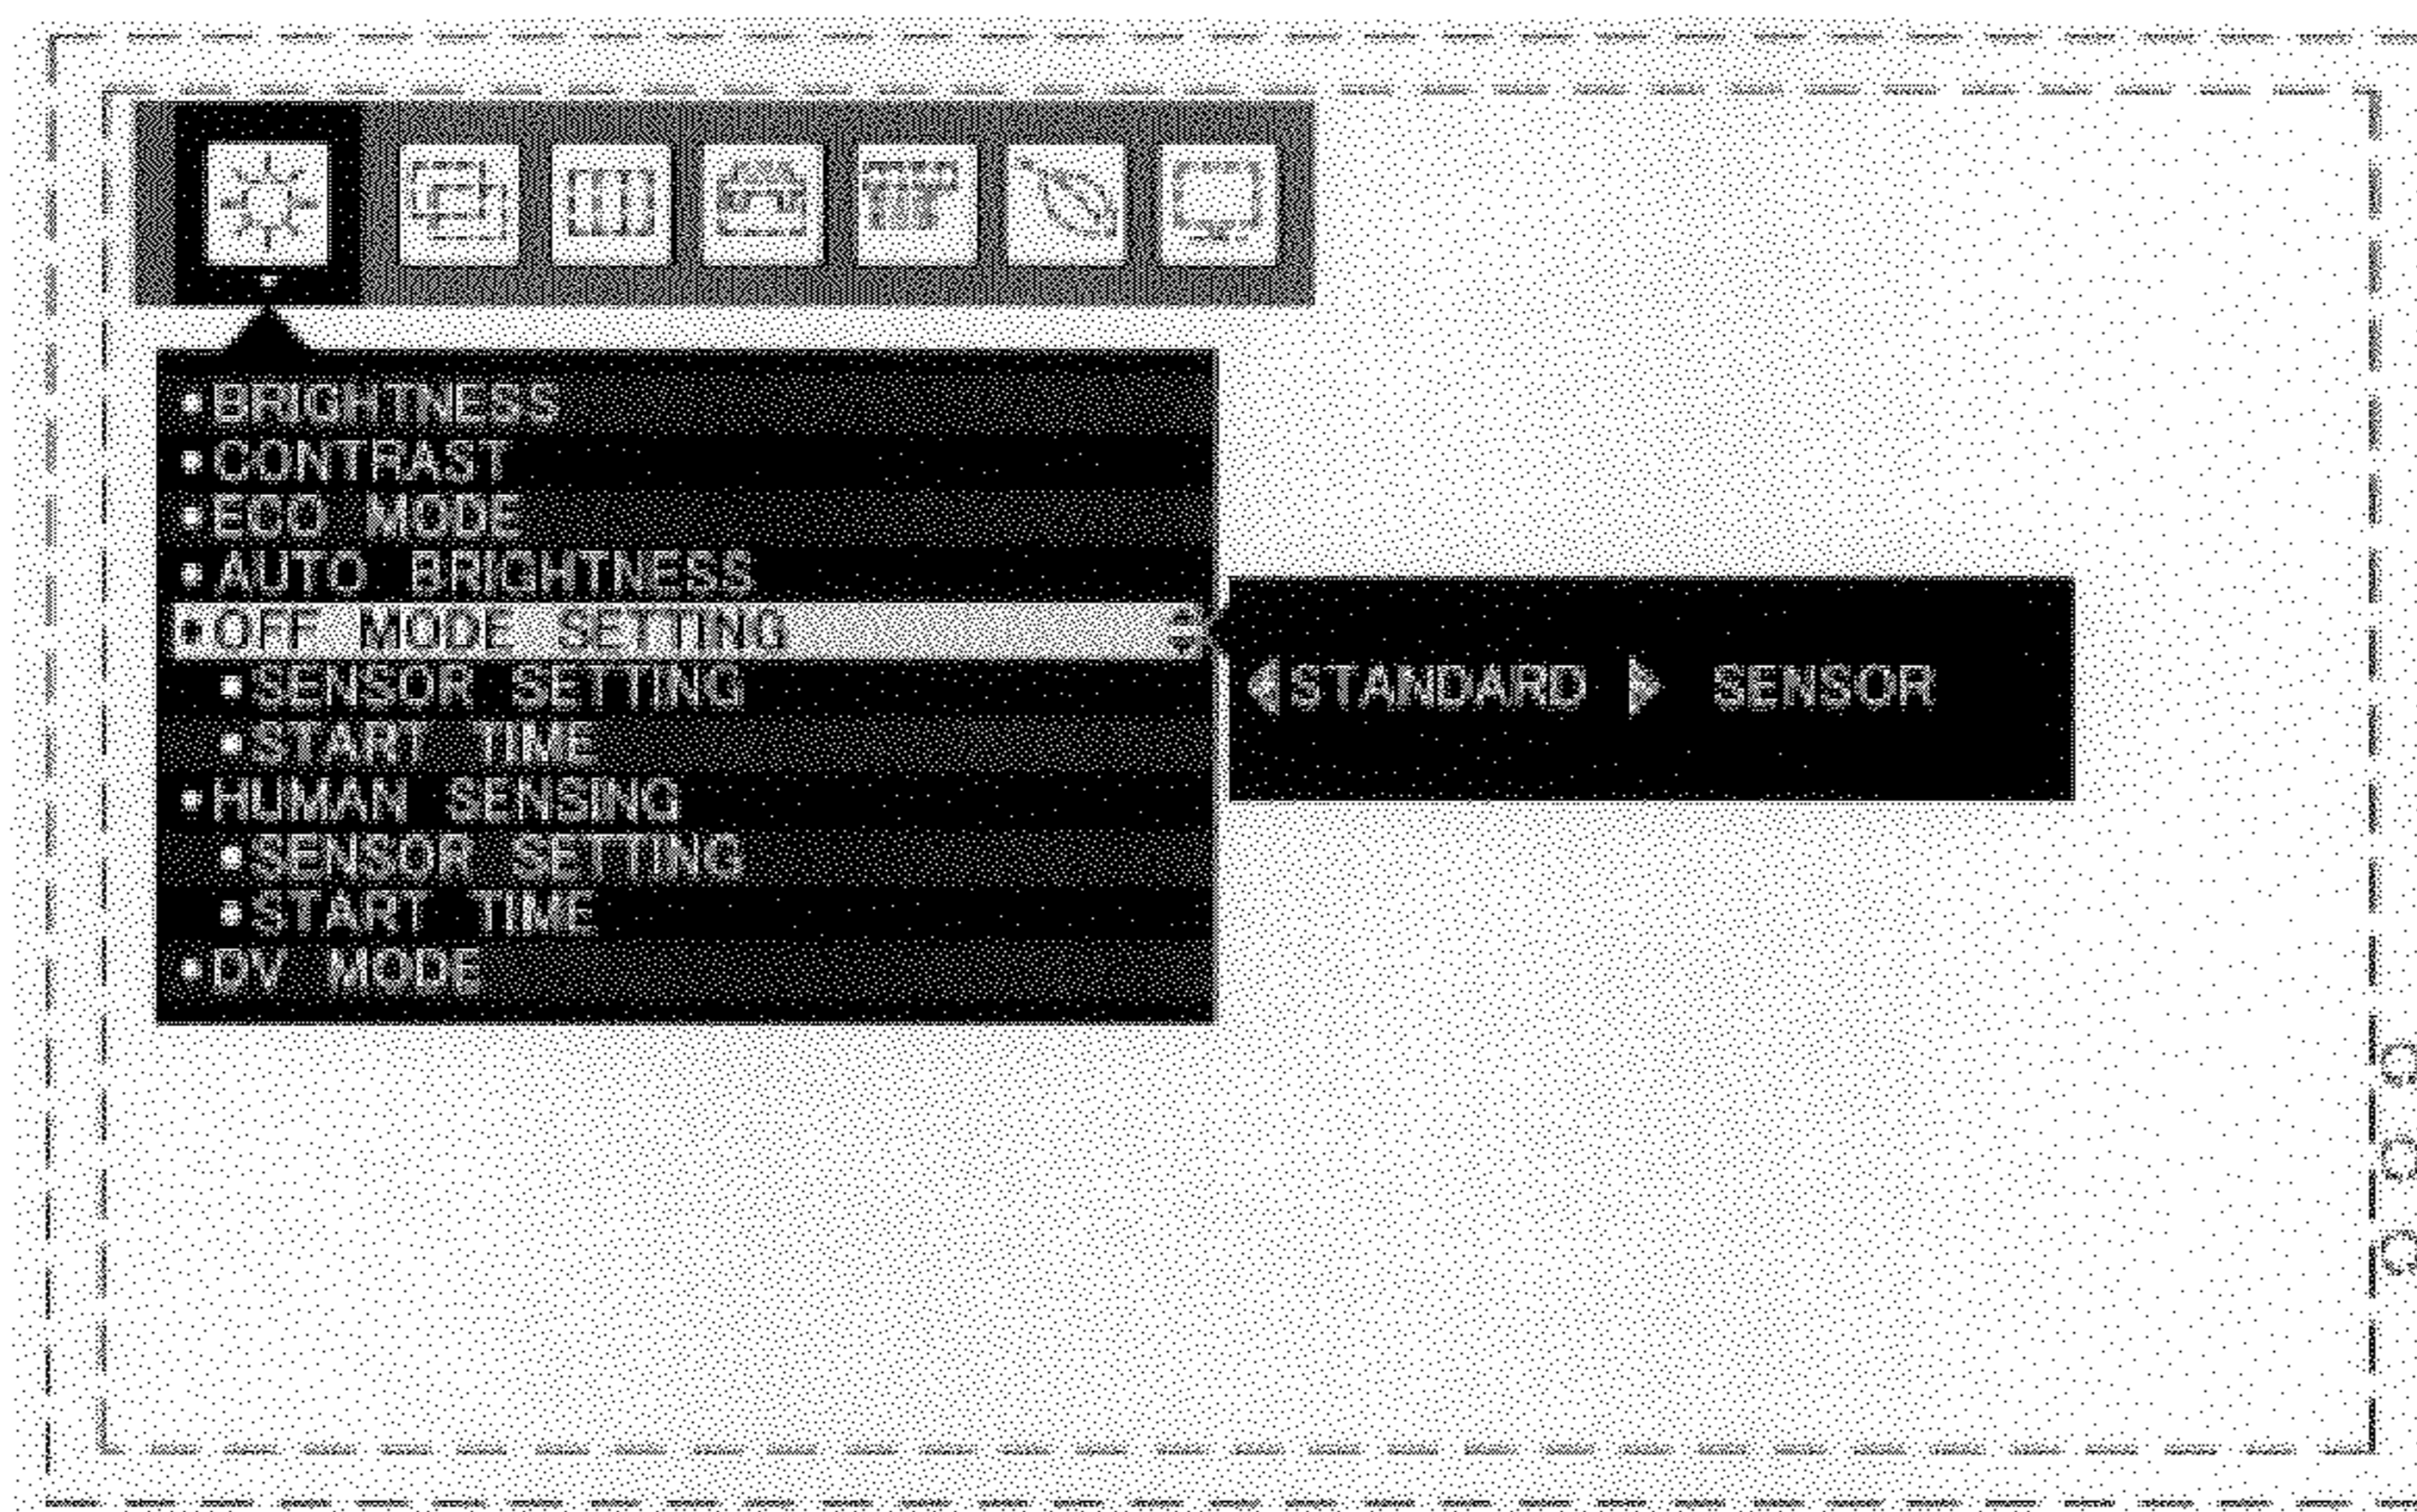 BRIGHTNESS
CONTRAST
ECO MODE
AUTO BRIGHTNESS
OFF MODE SETTING
SENSOR SETTING
START TIME
HUMAN SENSING
SENSOR SETTING
START TIME
DV MODE
STANDARD SENSOR